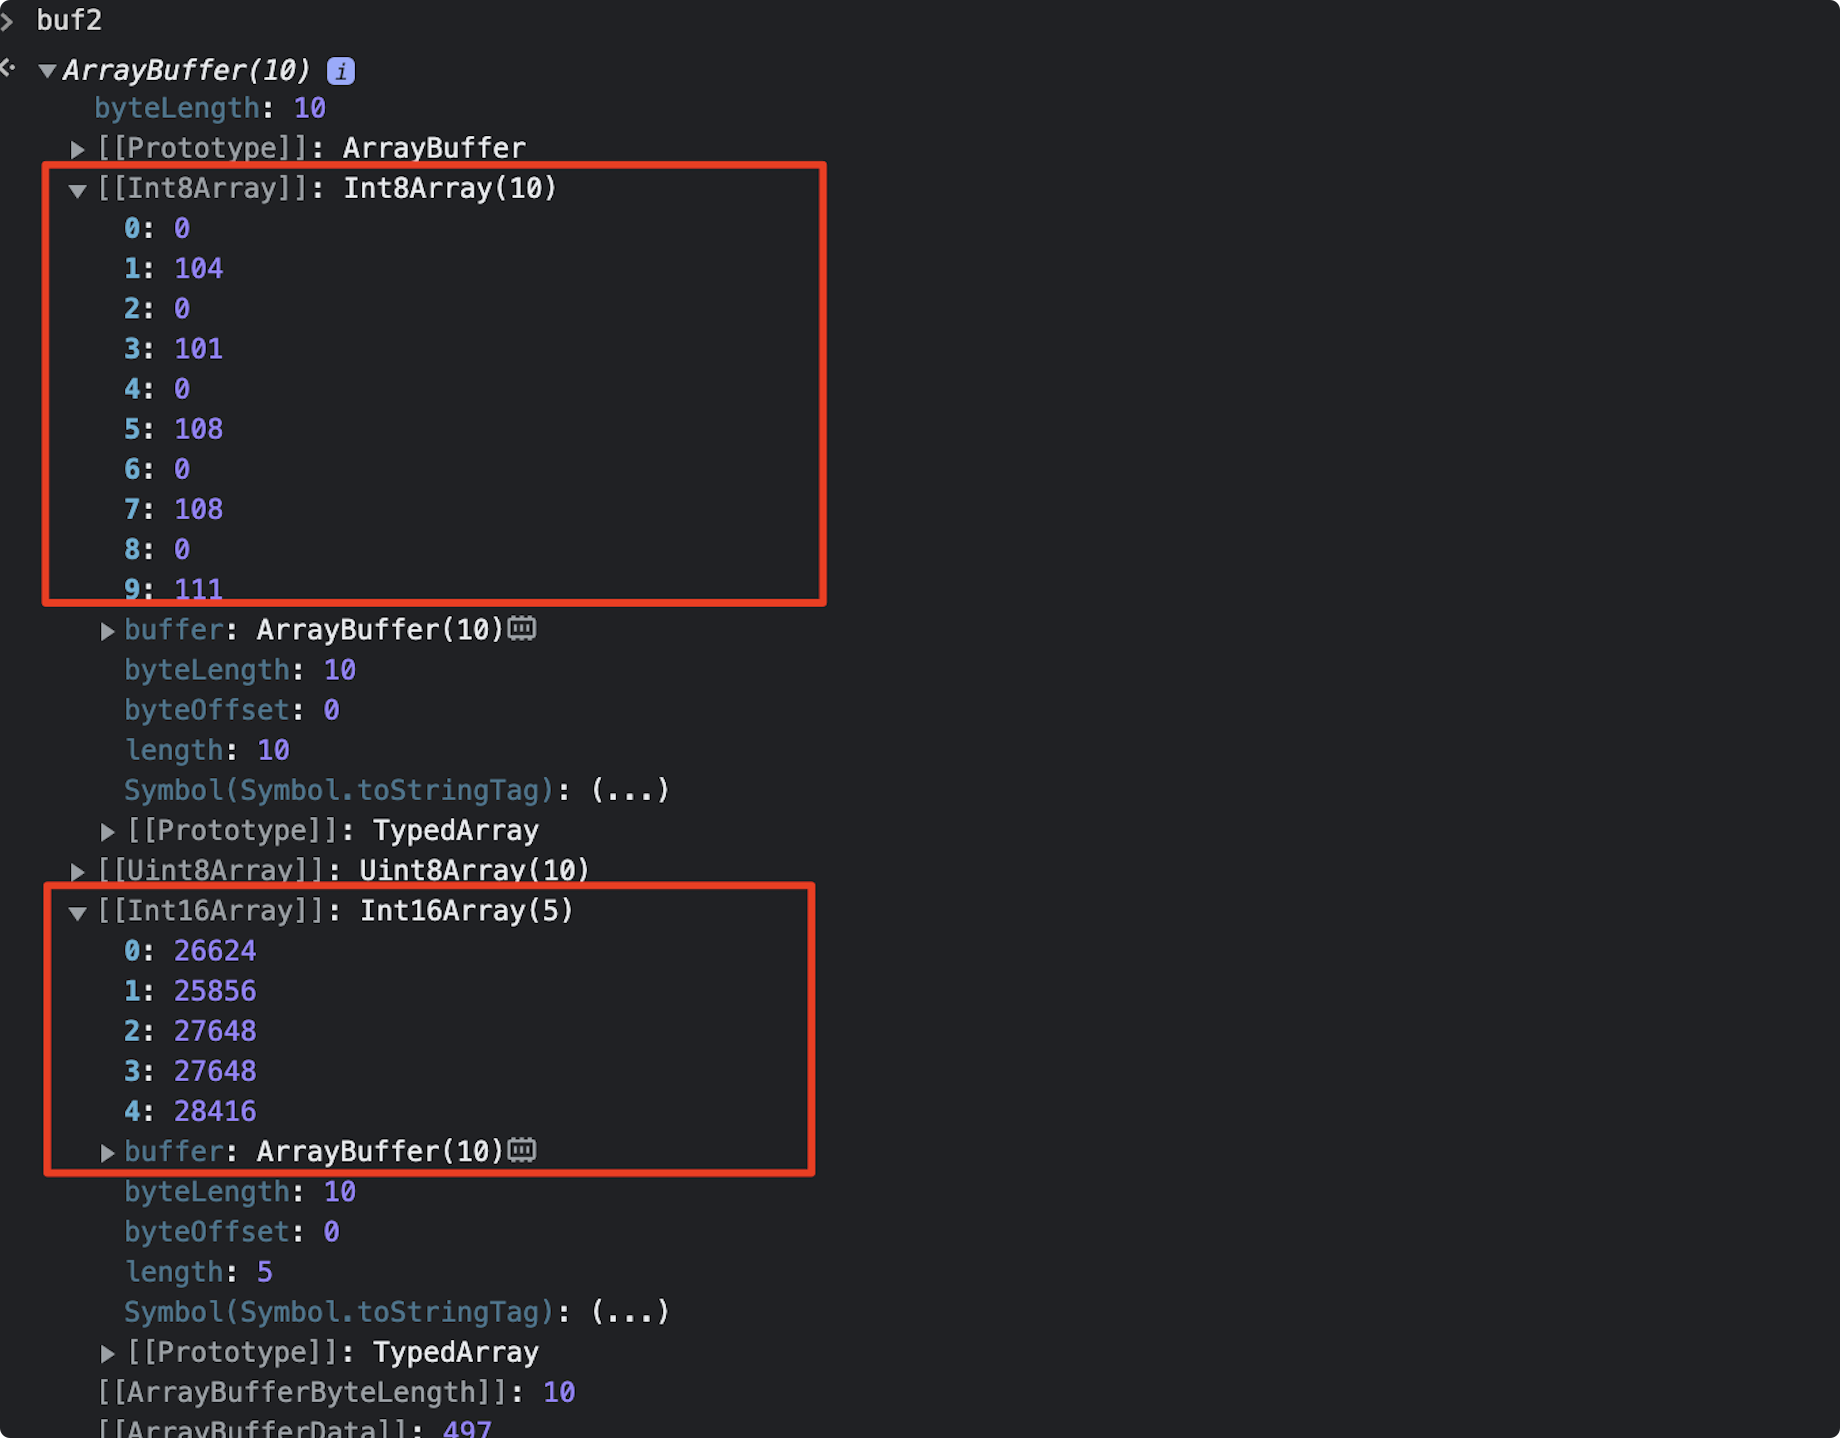 buf2
ArrayBuffer(10) i
byteLength: 10
[[Prototype]]: ArrayBuffer
[[Int8Array]]: Int8Array(10)
0: 0
1: 104
2: 0
3: 101
4: 0
5: 108
6: 0
7: 108
8: 0
9: 111
buffer: ArrayBuffer(10)
byteLength: 10
byteOffset: 0
length: 10
Symbol(Symbol.toStringTag): (...)
[[Prototype]]: TypedArray
[[Uint8Array]]: Uint8Array(10)
[[Int16Array]]: Int16Array(5)
0: 26624
1: 25856
2: 27648
3: 27648
4: 28416
buffer: ArrayBuffer(10)
byteLength: 10
byteOffset: 0
length: 5
Symbol(Symbol.toStringTag): (...)
[[Prototype]]: TypedArray
[[ArrayBufferByteLength]]: 10
[[ArrayBufferData]]: 497